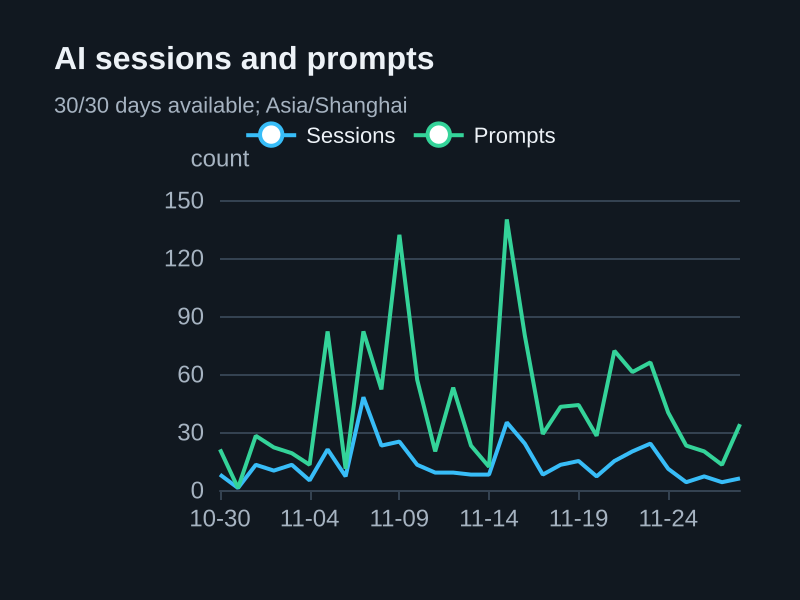 AI sessions and prompts
30/30 days available; Asia/Shanghai
Sessions Prompts
count
150
120
90
60
30
0
10-30 11-04 11-09 11-14 11-19 11-24